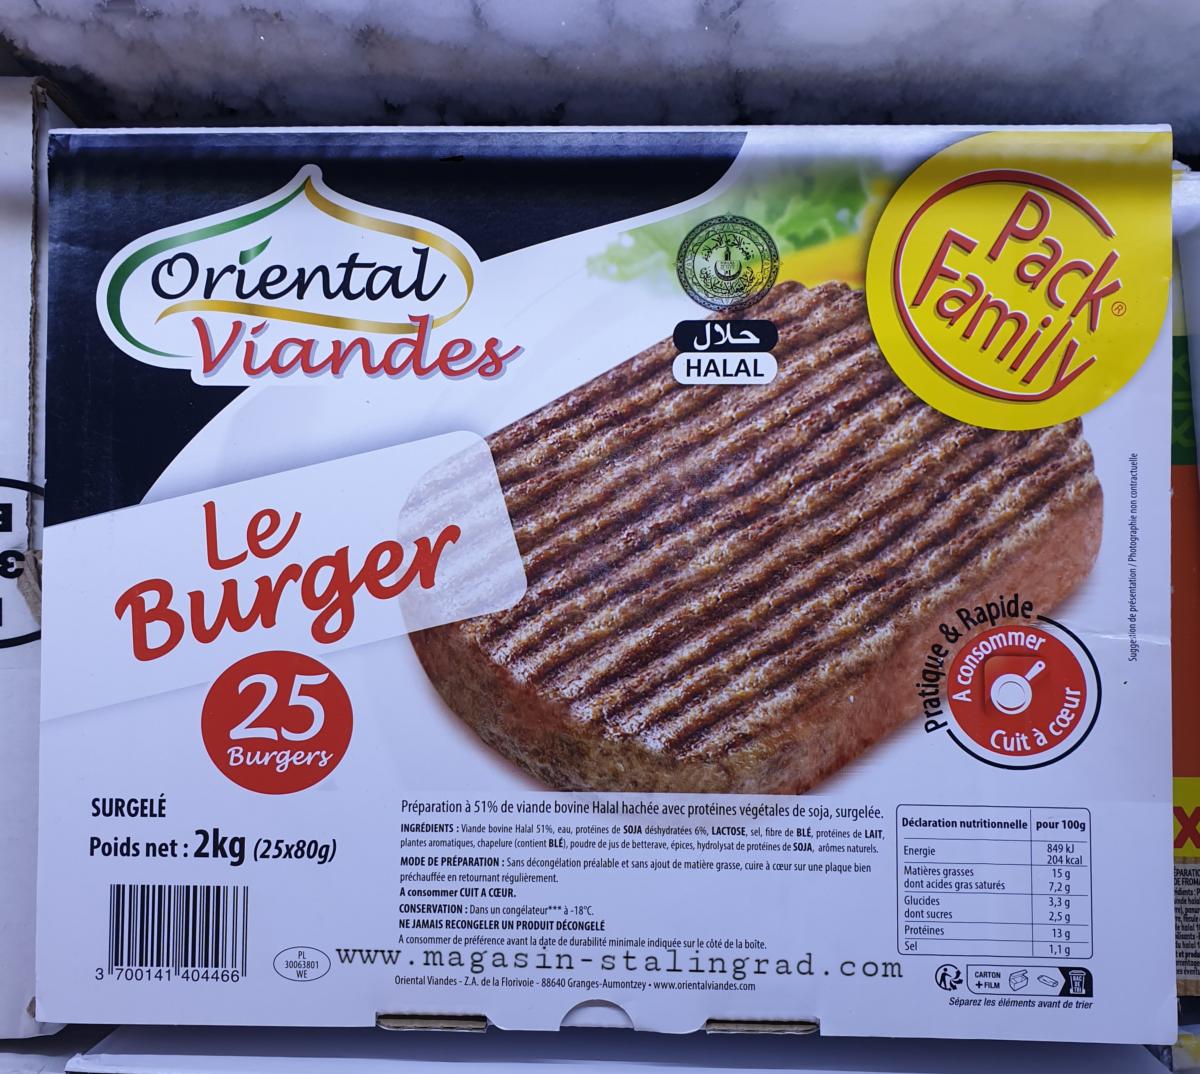 Oriental
Viandes
حلال
HALAL
Pack
Family®
Le
Burger
25
Burgers
Pratique & Rapide
A consommer
Cuit à cœur
Suggestion de présentation / Photographie non contractuelle
SURGELÉ
Poids net : 2kg (25x80g)
3 700141 404466
PL
30063801
WE
Préparation à 51% de viande bovine Halal hachée avec protéines végétales de soja, surgelée.
INGRÉDIENTS : Viande bovine Halal 51%, eau, protéines de SOJA déshydratées 6%, LACTOSE, sel, fibre de BLÉ, protéines de LAIT,
plantes aromatiques, chapelure (contient BLÉ), poudre de jus de betterave, épices, hydrolysat de protéines de SOJA, arômes naturels.
MODE DE PRÉPARATION : Sans décongélation préalable et sans ajout de matière grasse, cuire à cœur sur une plaque bien
préchauffée en retournant régulièrement.
A consommer CUIT A CŒUR.
CONSERVATION : Dans un congélateur*** à -18°C.
NE JAMAIS RECONGELER UN PRODUIT DÉCONGELÉ
A consommer de préférence avant la date de durabilité minimale indiquée sur le côté de la boîte.
www.magasin-stalingrad.com
Oriental Viandes - Z.A. de la Florivoie - 88640 Granges-Aumontzey • www.orientalviandes.com
Déclaration nutritionnelle pour 100g
Energie 849 kJ
204 kcal
Matières grasses 15 g
dont acides gras saturés 7,2 g
Glucides 3,3 g
dont sucres 2,5 g
Protéines 13 g
Sel 1,1 g
CARTON
+ FILM
BAC
DE
TRI
Séparez les éléments avant de trier